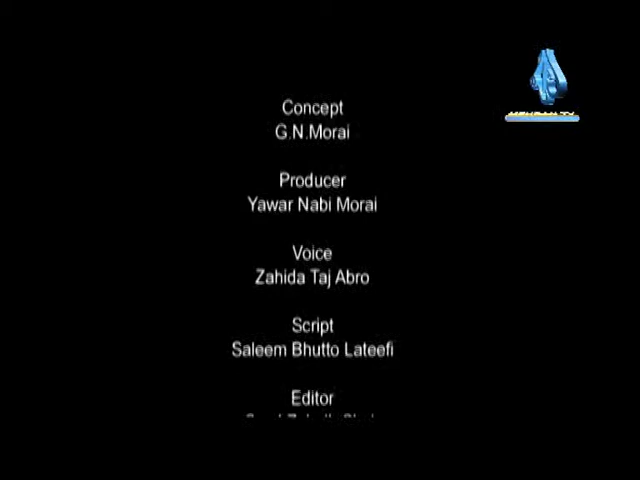 Concept
G.N.Morai
Producer
Yawar Nabi Morai
Voice
Zahida Taj Abro
Script
Saleem Bhutto Lateefi
Editor